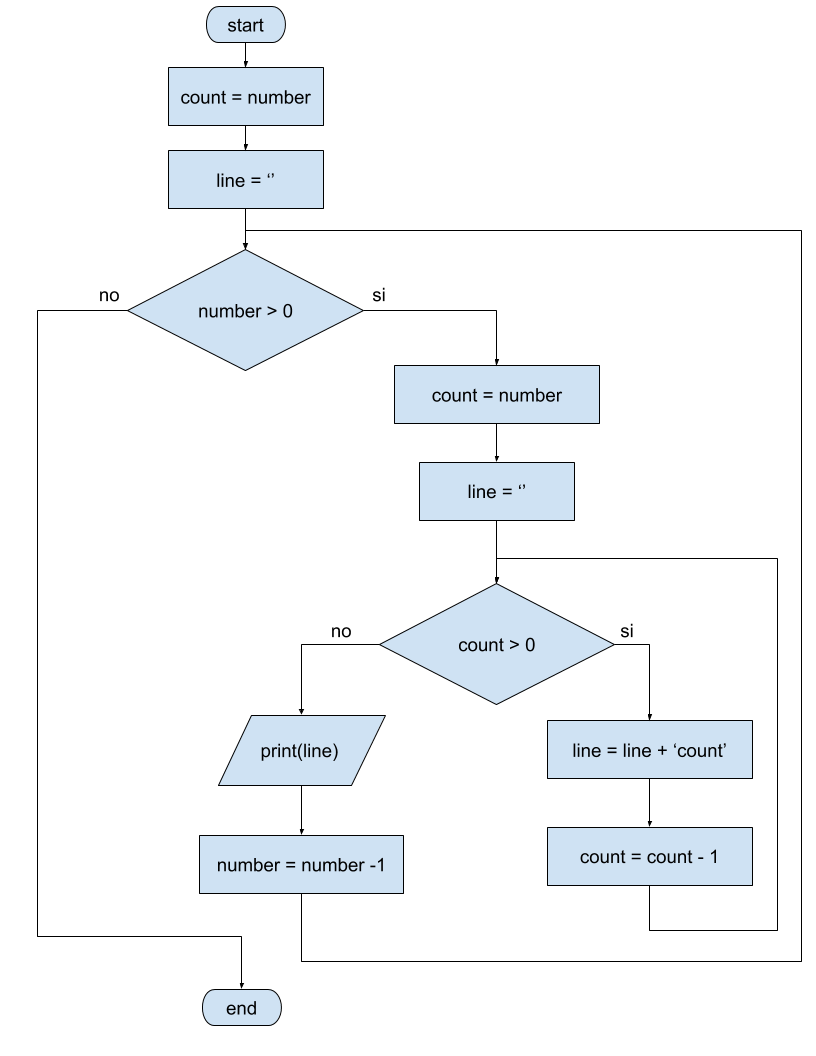 start
count = number
line = ‘’
number > 0
no
si
count = number
line = ‘’
count > 0
no
si
print(line)
line = line + ‘count’
number = number -1
count = count - 1
end